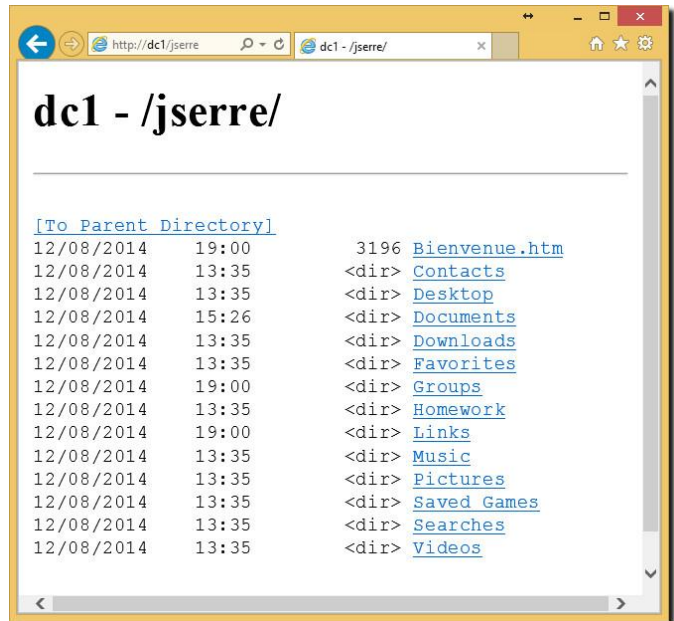 http://dc1/jserre
dc1 - /jserre/
dc1 - /jserre/
[To Parent Directory]
12/08/2014 19:00 3196 Bienvenue.htm
12/08/2014 13:35 <dir> Contacts
12/08/2014 13:35 <dir> Desktop
12/08/2014 15:26 <dir> Documents
12/08/2014 13:35 <dir> Downloads
12/08/2014 13:35 <dir> Favorites
12/08/2014 19:00 <dir> Groups
12/08/2014 13:35 <dir> Homework
12/08/2014 19:00 <dir> Links
12/08/2014 13:35 <dir> Music
12/08/2014 13:35 <dir> Pictures
12/08/2014 13:35 <dir> Saved Games
12/08/2014 13:35 <dir> Searches
12/08/2014 13:35 <dir> Videos